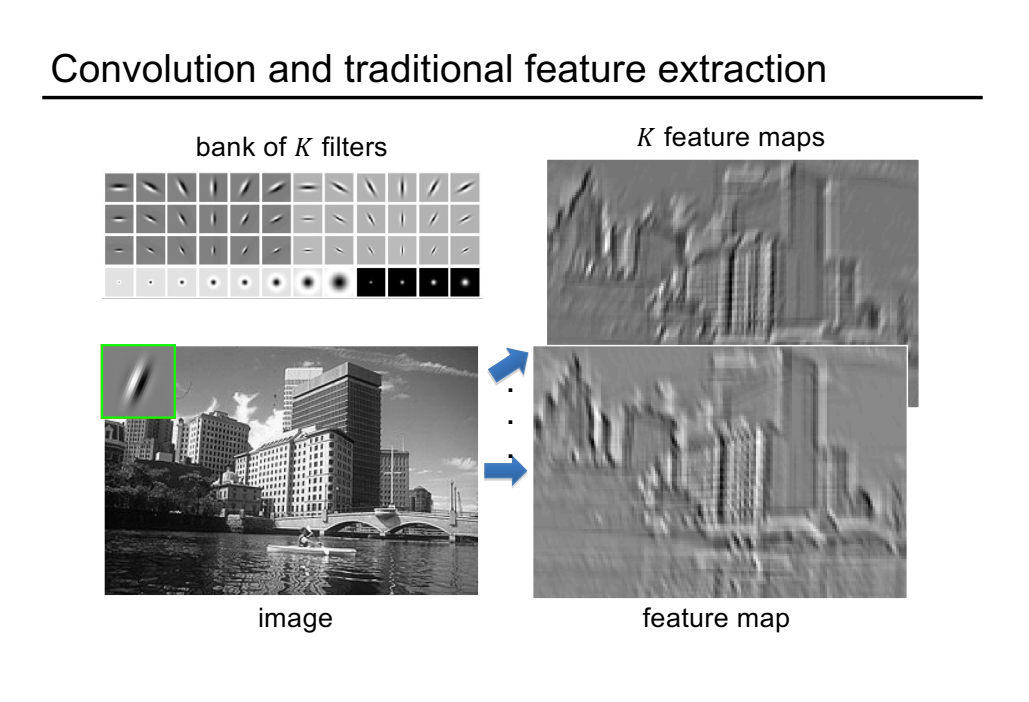 Convolution and traditional feature extraction
bank of K filters
K feature maps
.
.
.
image
feature map